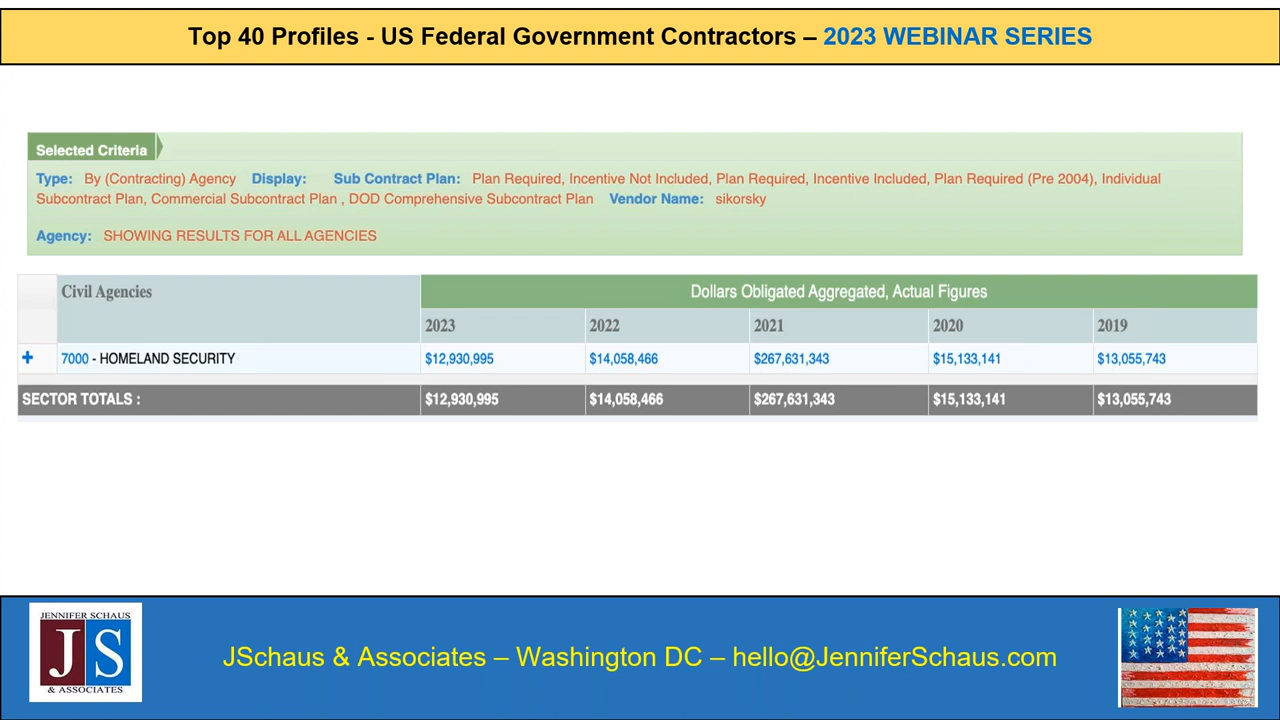 Top 40 Profiles - US Federal Government Contractors – 2023 WEBINAR SERIES
Selected Criteria
Type: By (Contracting) Agency Display: Sub Contract Plan: Plan Required, Incentive Not Included, Plan Required, Incentive Included, Plan Required (Pre 2004), Individual
Subcontract Plan, Commercial Subcontract Plan , DOD Comprehensive Subcontract Plan Vendor Name: sikorsky
Agency: SHOWING RESULTS FOR ALL AGENCIES
Civil Agencies Dollars Obligated Aggregated, Actual Figures
2023 2022 2021 2020 2019
+ 7000 - HOMELAND SECURITY $12,930,995 $14,058,466 $267,631,343 $15,133,141 $13,055,743
SECTOR TOTALS : $12,930,995 $14,058,466 $267,631,343 $15,133,141 $13,055,743
JENNIFER SCHAUS
JS
& ASSOCIATES
JSchaus & Associates – Washington DC – hello@JenniferSchaus.com